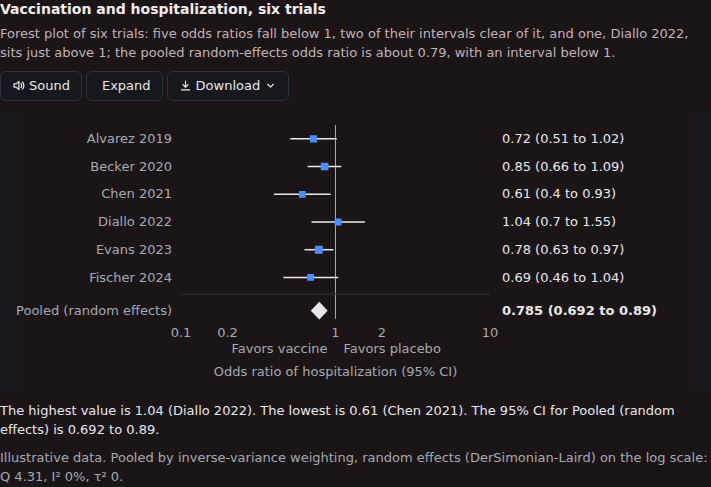 Vaccination and hospitalization, six trials
Forest plot of six trials: five odds ratios fall below 1, two of their intervals clear of it, and one, Diallo 2022,
sits just above 1; the pooled random-effects odds ratio is about 0.79, with an interval below 1.
Sound Expand Download
Alvarez 2019 0.72 (0.51 to 1.02)
Becker 2020 0.85 (0.66 to 1.09)
Chen 2021 0.61 (0.4 to 0.93)
Diallo 2022 1.04 (0.7 to 1.55)
Evans 2023 0.78 (0.63 to 0.97)
Fischer 2024 0.69 (0.46 to 1.04)
Pooled (random effects) 0.785 (0.692 to 0.89)
0.1 0.2 1 2 10
Favors vaccine Favors placebo
Odds ratio of hospitalization (95% CI)
The highest value is 1.04 (Diallo 2022). The lowest is 0.61 (Chen 2021). The 95% CI for Pooled (random
effects) is 0.692 to 0.89.
Illustrative data. Pooled by inverse-variance weighting, random effects (DerSimonian-Laird) on the log scale:
Q 4.31, I² 0%, τ² 0.